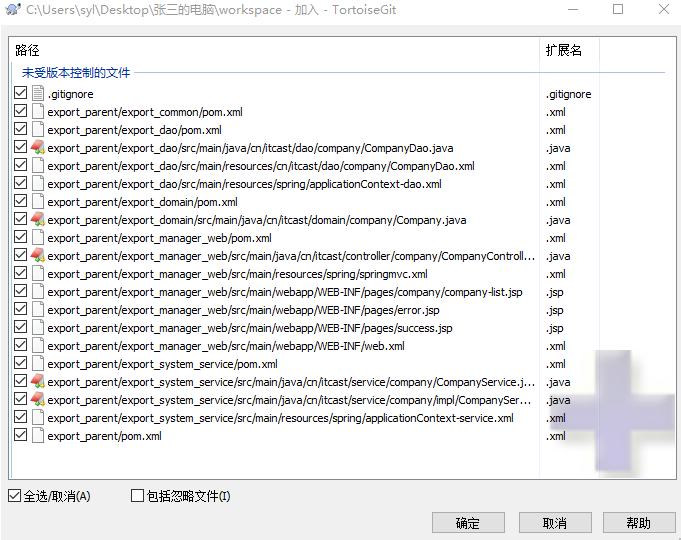 C:\Users\syl\Desktop\张三的电脑\workspace - 加入 - TortoiseGit
路径 扩展名
未受版本控制的文件
.gitignore .gitignore
export_parent/export_common/pom.xml .xml
export_parent/export_dao/pom.xml .xml
export_parent/export_dao/src/main/java/cn/itcast/dao/company/CompanyDao.java .java
export_parent/export_dao/src/main/resources/cn/itcast/dao/company/CompanyDao.xml .xml
export_parent/export_dao/src/main/resources/spring/applicationContext-dao.xml .xml
export_parent/export_domain/pom.xml .xml
export_parent/export_domain/src/main/java/cn/itcast/domain/company/Company.java .java
export_parent/export_manager_web/pom.xml .xml
export_parent/export_manager_web/src/main/java/cn/itcast/controller/company/CompanyControll... .java
export_parent/export_manager_web/src/main/resources/spring/springmvc.xml .xml
export_parent/export_manager_web/src/main/webapp/WEB-INF/pages/company/company-list.jsp .jsp
export_parent/export_manager_web/src/main/webapp/WEB-INF/pages/error.jsp .jsp
export_parent/export_manager_web/src/main/webapp/WEB-INF/pages/success.jsp .jsp
export_parent/export_manager_web/src/main/webapp/WEB-INF/web.xml .xml
export_parent/export_system_service/pom.xml .xml
export_parent/export_system_service/src/main/java/cn/itcast/service/company/CompanyService.j... .java
export_parent/export_system_service/src/main/java/cn/itcast/service/company/impl/CompanySer... .java
export_parent/export_system_service/src/main/resources/spring/applicationContext-service.xml .xml
export_parent/pom.xml .xml
全选/取消(A) 包括忽略文件(I)
确定 取消 帮助